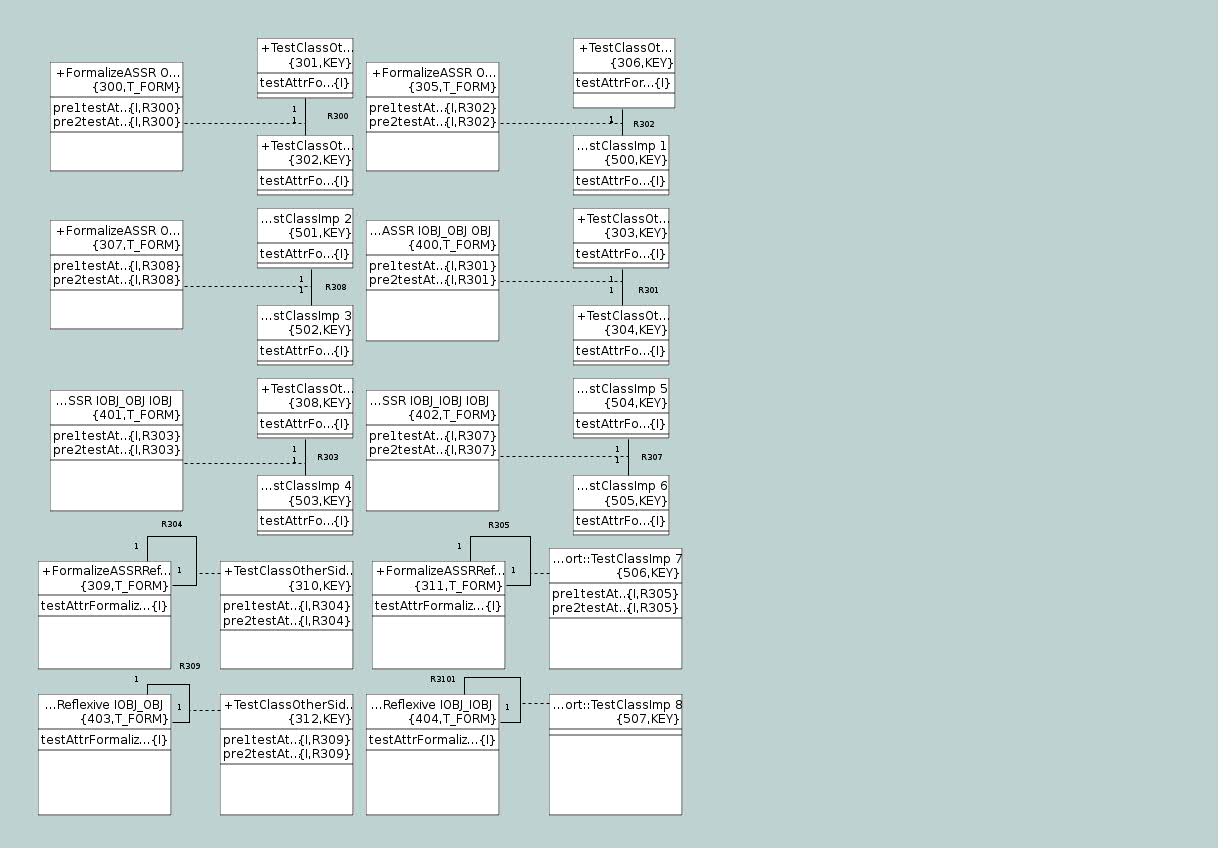 +FormalizeASSR O...
{300,T_FORM}
pre1testAt...{I,R300}
pre2testAt...{I,R300}
+TestClassOt...
{301,KEY}
testAttrFo...{I}
1
1
R300
+TestClassOt...
{302,KEY}
testAttrFo...{I}
+FormalizeASSR O...
{305,T_FORM}
pre1testAt...{I,R302}
pre2testAt...{I,R302}
+TestClassOt...
{306,KEY}
testAttrFor...{I}
1
R302
...stClassImp 1
{500,KEY}
testAttrFo...{I}
+FormalizeASSR O...
{307,T_FORM}
pre1testAt...{I,R308}
pre2testAt...{I,R308}
...stClassImp 2
{501,KEY}
testAttrFo...{I}
1
1
R308
...stClassImp 3
{502,KEY}
testAttrFo...{I}
...ASSR IOBJ_OBJ OBJ
{400,T_FORM}
pre1testAt...{I,R301}
pre2testAt...{I,R301}
+TestClassOt...
{303,KEY}
testAttrFo...{I}
1
1
R301
+TestClassOt...
{304,KEY}
testAttrFo...{I}
...SSR IOBJ_OBJ IOBJ
{401,T_FORM}
pre1testAt...{I,R303}
pre2testAt...{I,R303}
+TestClassOt...
{308,KEY}
testAttrFo...{I}
1
1
R303
...stClassImp 4
{503,KEY}
testAttrFo...{I}
...SSR IOBJ_IOBJ IOBJ
{402,T_FORM}
pre1testAt...{I,R307}
pre2testAt...{I,R307}
...stClassImp 5
{504,KEY}
testAttrFo...{I}
1
1
R307
...stClassImp 6
{505,KEY}
testAttrFo...{I}
R304
1
1
+FormalizeASSRRef...
{309,T_FORM}
testAttrFormaliz...{I}
+TestClassOtherSid...
{310,KEY}
pre1testAt...{I,R304}
pre2testAt...{I,R304}
R305
1
1
+FormalizeASSRRef...
{311,T_FORM}
testAttrFormaliz...{I}
...ort::TestClassImp 7
{506,KEY}
pre1testAt...{I,R305}
pre2testAt...{I,R305}
R309
1
1
...Reflexive IOBJ_OBJ
{403,T_FORM}
testAttrFormaliz...{I}
+TestClassOtherSid...
{312,KEY}
pre1testAt...{I,R309}
pre2testAt...{I,R309}
R3101
1
...Reflexive IOBJ_IOBJ
{404,T_FORM}
testAttrFormaliz...{I}
...ort::TestClassImp 8
{507,KEY}